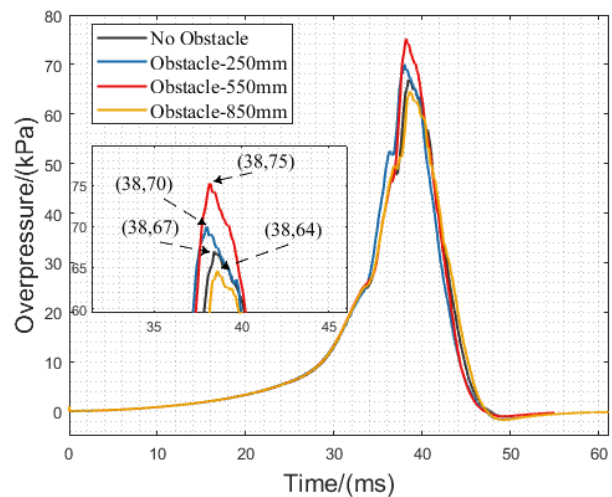 80
70
60
50
40
30
20
10
0
Overpressure/(kPa)
No Obstacle
Obstacle-250mm
Obstacle-550mm
Obstacle-850mm
75
70
65
60
(38,75)
(38,70)
(38,67)
(38,64)
35 40 45
0 10 20 30 40 50 60
Time/(ms)